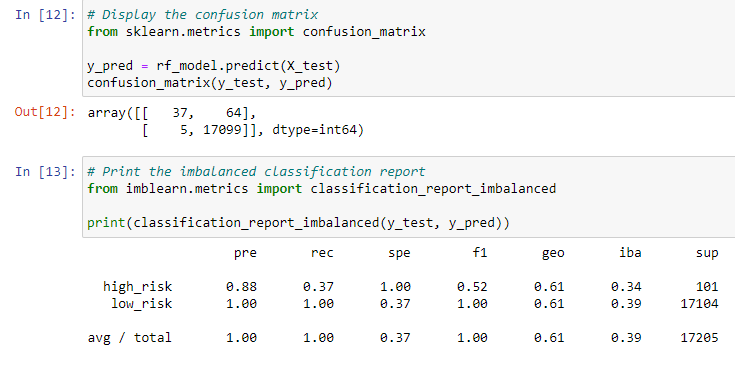 In [12]: # Display the confusion matrix
from sklearn.metrics import confusion_matrix
y_pred = rf_model.predict(X_test)
confusion_matrix(y_test, y_pred)
Out[12]: array([[   37,    64],
       [    5, 17099]], dtype=int64)
In [13]: # Print the imbalanced classification report
from imblearn.metrics import classification_report_imbalanced
print(classification_report_imbalanced(y_test, y_pred))
pre rec spe f1 geo iba sup
high_risk 0.88 0.37 1.00 0.52 0.61 0.34 101
low_risk 1.00 1.00 0.37 1.00 0.61 0.39 17104
avg / total 1.00 1.00 0.37 1.00 0.61 0.39 17205